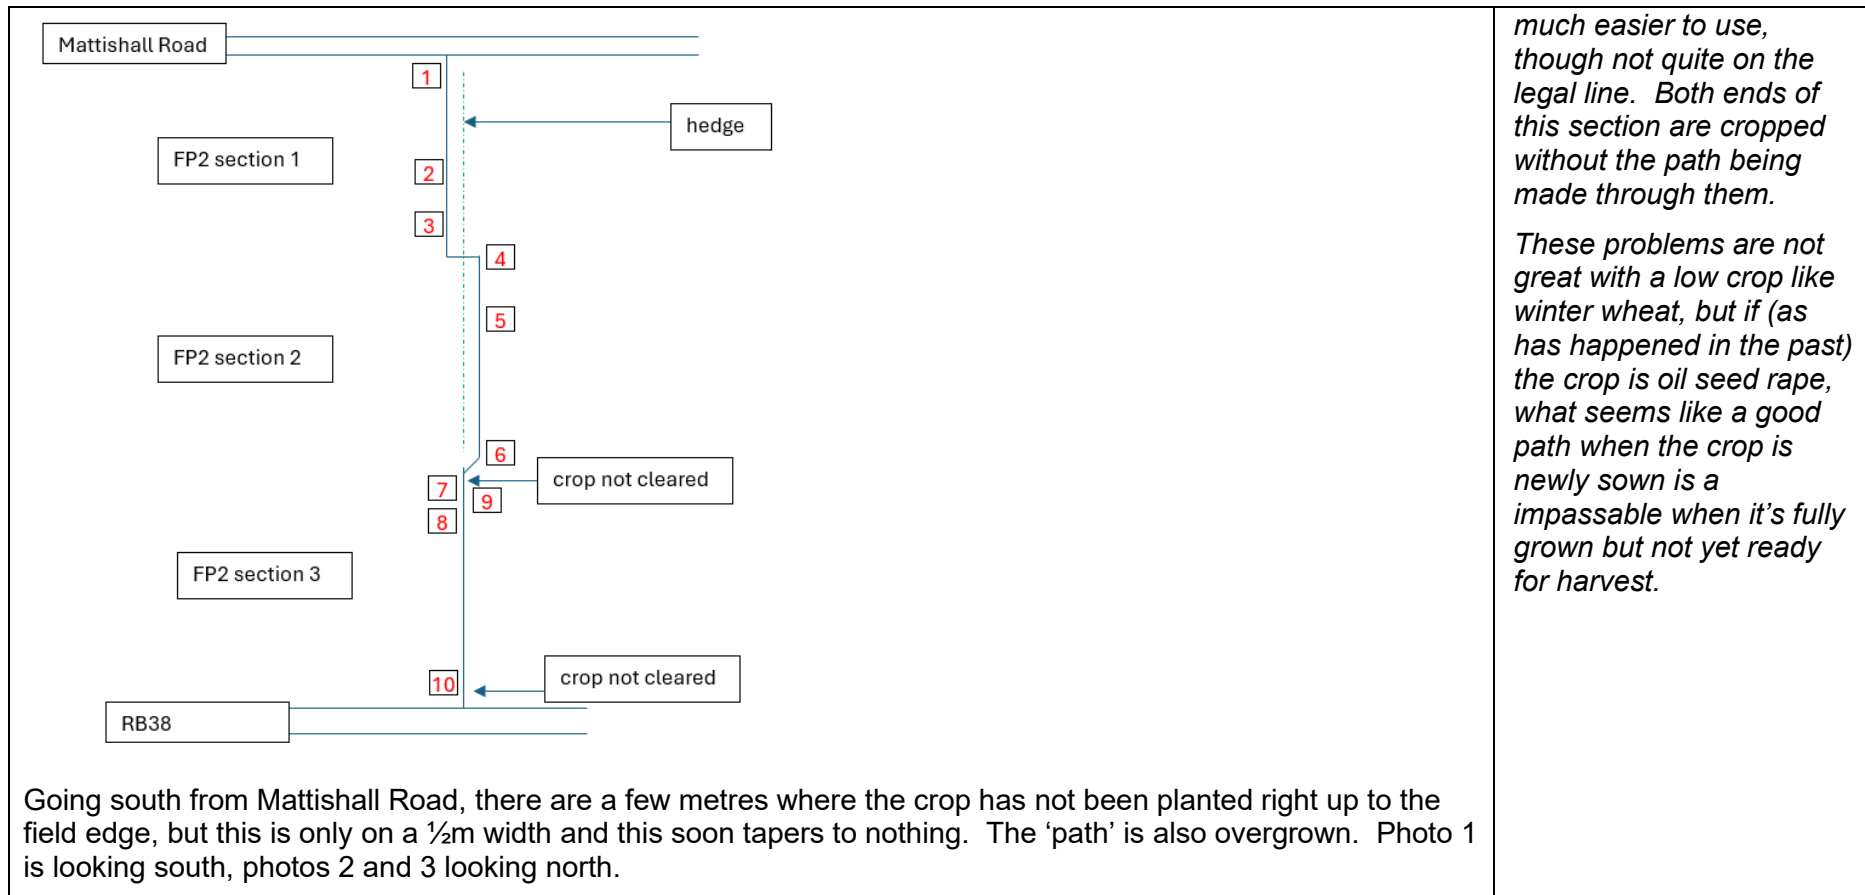 Mattishall Road
1
hedge
FP2 section 1
2
3
4
5
FP2 section 2
6
crop not cleared
7
9
8
FP2 section 3
crop not cleared
10
RB38
Going south from Mattishall Road, there are a few metres where the crop has not been planted right up to the
field edge, but this is only on a ½m width and this soon tapers to nothing.  The ‘path’ is also overgrown.  Photo 1
is looking south, photos 2 and 3 looking north.
much easier to use,
though not quite on the
legal line.  Both ends of
this section are cropped
without the path being
made through them.
These problems are not
great with a low crop like
winter wheat, but if (as
has happened in the past)
the crop is oil seed rape,
what seems like a good
path when the crop is
newly sown is a
impassable when it’s fully
grown but not yet ready
for harvest.